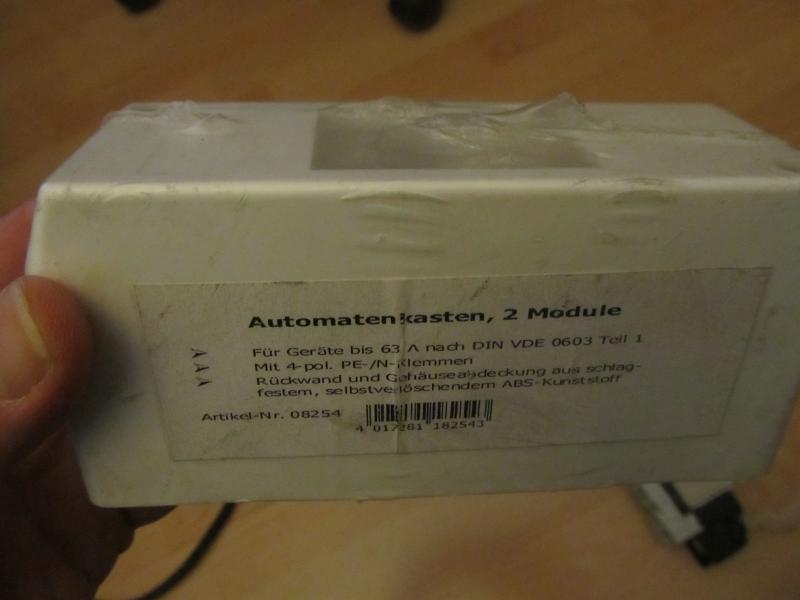 Automatenkasten, 2 Module
Für Geräte bis 63 A nach DIN VDE 0603 Teil 1
Mit 4-pol. PE-/N-Klemmen
Rückwand und Gehäuseabdeckung aus schlag-
festem, selbstverlöschendem ABS-Kunststoff
Artikel-Nr. 08254
4 017281 182543